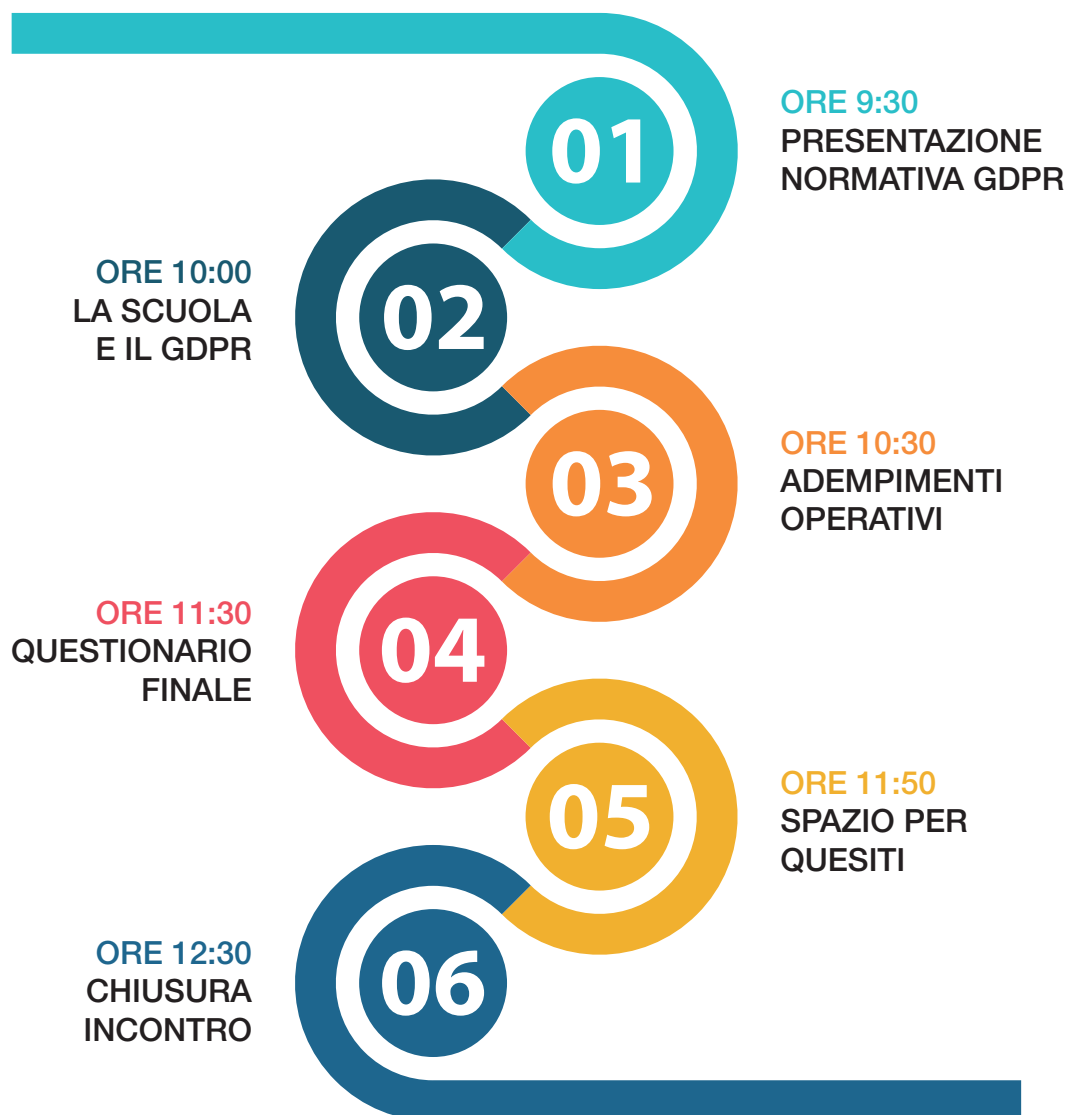 01
ORE 9:30
PRESENTAZIONE
NORMATIVA GDPR
02
ORE 10:00
LA SCUOLA
E IL GDPR
03
ORE 10:30
ADEMPIMENTI
OPERATIVI
04
ORE 11:30
QUESTIONARIO
FINALE
05
ORE 11:50
SPAZIO PER
QUESITI
06
ORE 12:30
CHIUSURA
INCONTRO